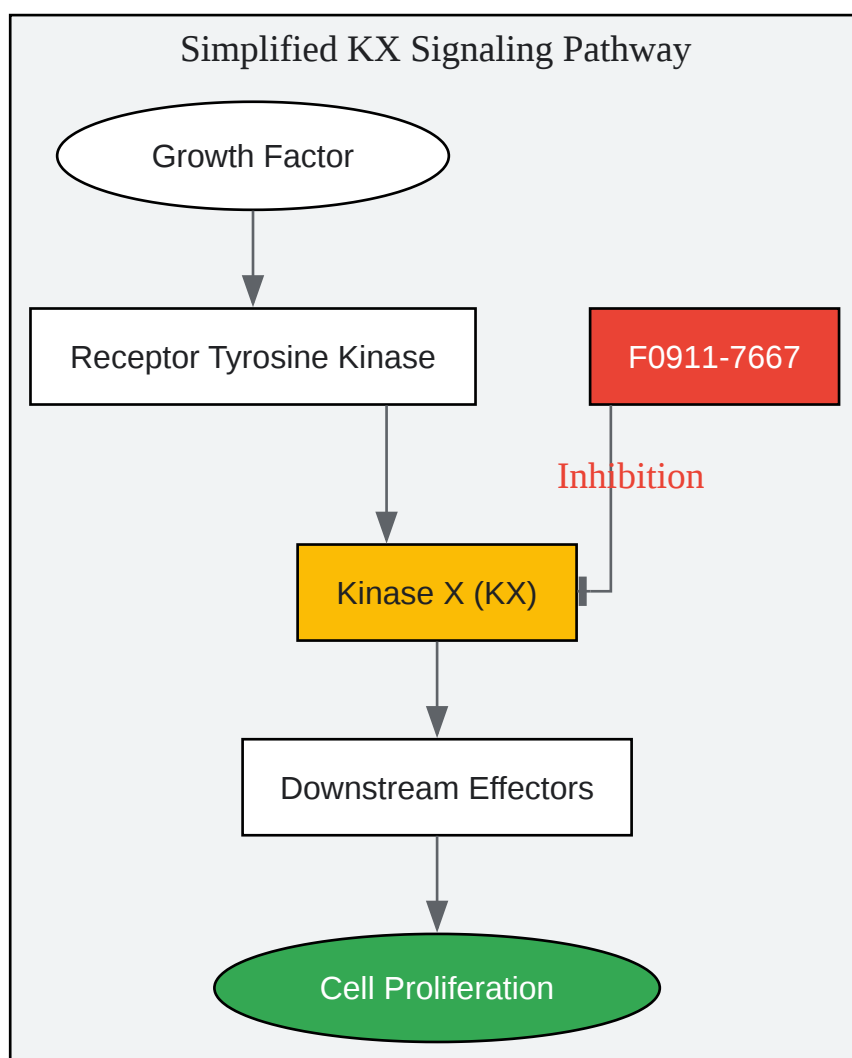 Simplified KX Signaling Pathway
Growth Factor
Receptor Tyrosine Kinase
F0911-7667
Inhibition
Kinase X (KX)
Downstream Effectors
Cell Proliferation